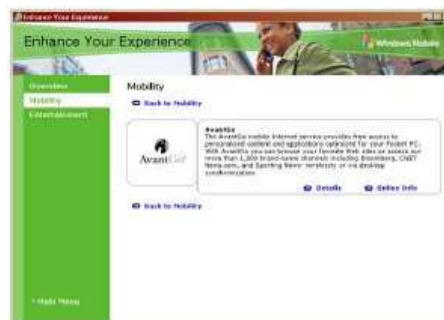 Enhance Your Experience
Enhance Your Experience
Windows Mobile
Overview
Mobility
Entertainment
Mobility
Back to Mobility
AvantGo
AvantGo
The AvantGo mobile Internet service provides free access to
personalized content and applications optimized for your Pocket PC.
With AvantGo you can browse your favorite Web sites or access our
more than 1,000 brand-name channels including Bloomberg, CNET
News.com, and Sporting News wirelessly or via desktop
synchronization.
Details
Online Info
Back to Mobility
Main Menu